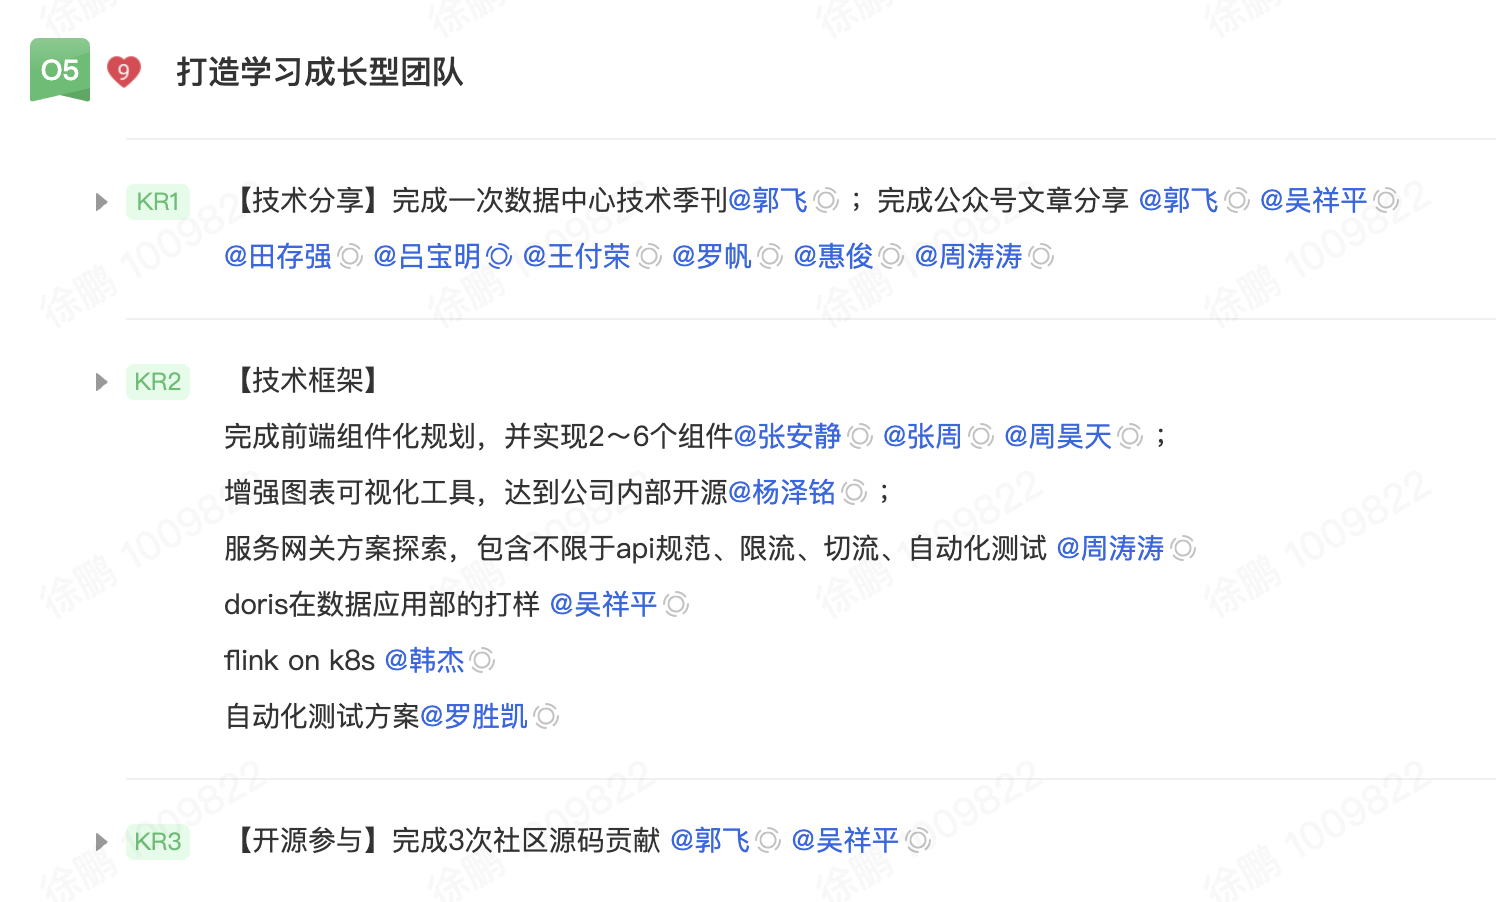 O5 9 打造学习成长型团队
KR1 【技术分享】完成一次数据中心技术季刊@郭飞 ；完成公众号文章分享 @郭飞 @吴祥平
@田存强 @吕宝明 @王付荣 @罗帆 @惠俊 @周涛涛
KR2 【技术框架】
完成前端组件化规划，并实现2～6个组件@张安静 @张周 @周昊天 ；
增强图表可视化工具，达到公司内部开源@杨泽铭 ；
服务网关方案探索，包含不限于api规范、限流、切流、自动化测试 @周涛涛
doris在数据应用部的打样 @吴祥平
flink on k8s @韩杰
自动化测试方案@罗胜凯
KR3 【开源参与】完成3次社区源码贡献 @郭飞 @吴祥平
徐鹏 1009822